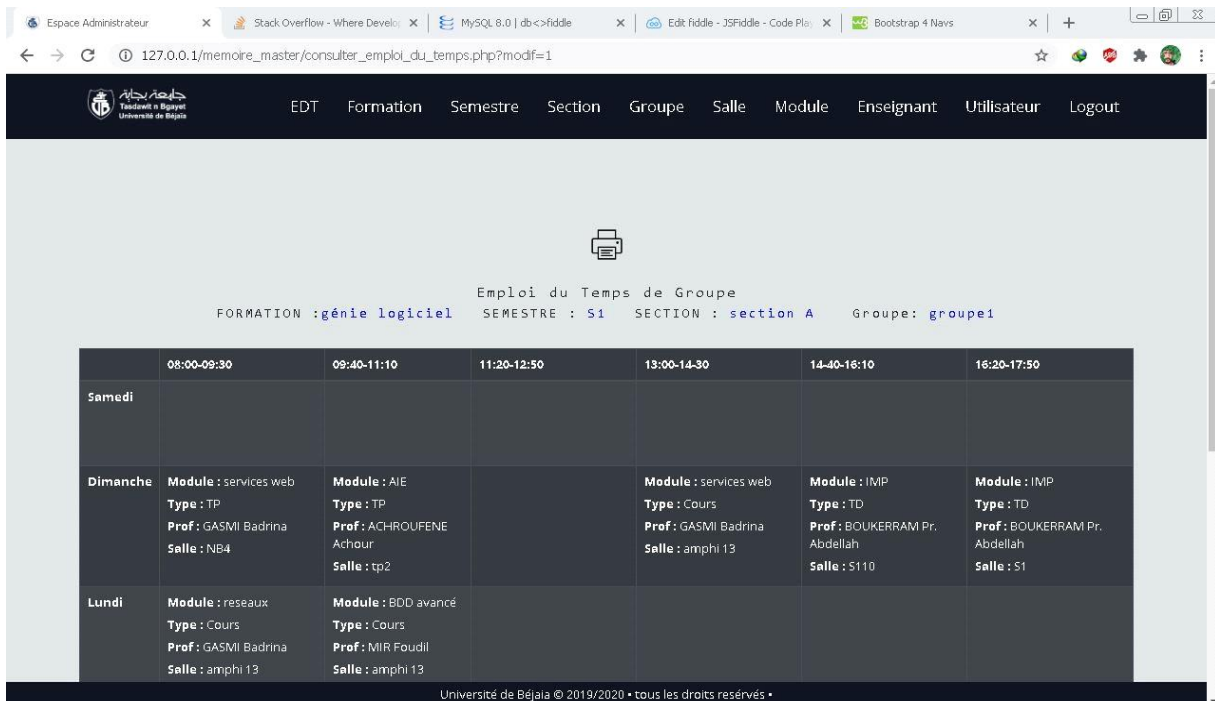 Espace Administrateur
Stack Overflow - Where Develo
MySQL 8.0 | db<>fiddle
Edit fiddle - JSFiddle - Code Pla
Bootstrap 4 Navs
127.0.0.1/memoire_master/consulter_emploi_du_temps.php?modif=1
جامعة بجاية
Tasdawit n Bgayet
Université de Béjaïa
EDT Formation Semestre Section Groupe Salle Module Enseignant Utilisateur Logout
Emploi du Temps de Groupe
FORMATION :génie logiciel SEMESTRE : S1 SECTION : section A Groupe: groupe1
08:00-09:30 09:40-11:10 11:20-12:50 13:00-14-30 14-40-16:10 16:20-17:50
Samedi
Dimanche
Module : services web
Type : TP
Prof : GASMI Badrina
Salle : NB4
Module : AIE
Type : TP
Prof : ACHROUFENE
Achour
Salle : tp2
Module : services web
Type : Cours
Prof : GASMI Badrina
Salle : amphi 13
Module : IMP
Type : TD
Prof : BOUKERRAM Pr.
Abdellah
Salle : S110
Module : IMP
Type : TD
Prof : BOUKERRAM Pr.
Abdellah
Salle : S1
Lundi
Module : reseaux
Type : Cours
Prof : GASMI Badrina
Salle : amphi 13
Module : BDD avancé
Type : Cours
Prof : MIR Foudil
Salle : amphi 13
Université de Béjaia © 2019/2020 • tous les droits resérvés •